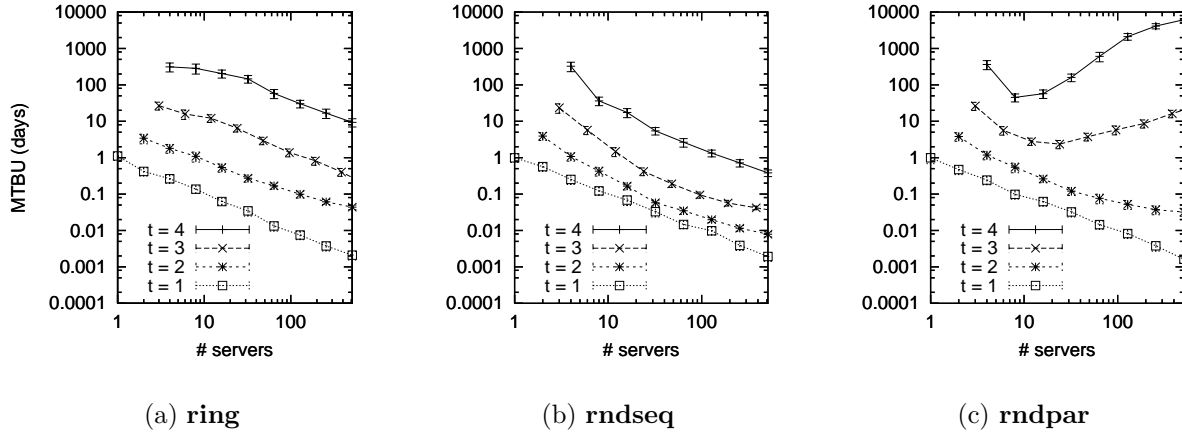 MTBU (days)
10000
1000
100
10
1
0.1
0.01
0.001
0.0001
t = 4
t = 3
t = 2
t = 1
1
10
100
# servers
(a) ring
10000
1000
100
10
1
0.1
0.01
0.001
0.0001
t = 4
t = 3
t = 2
t = 1
1
10
100
# servers
(b) rndseq
10000
1000
100
10
1
0.1
0.01
0.001
0.0001
t = 4
t = 3
t = 2
t = 1
1
10
100
# servers
(c) rndpar